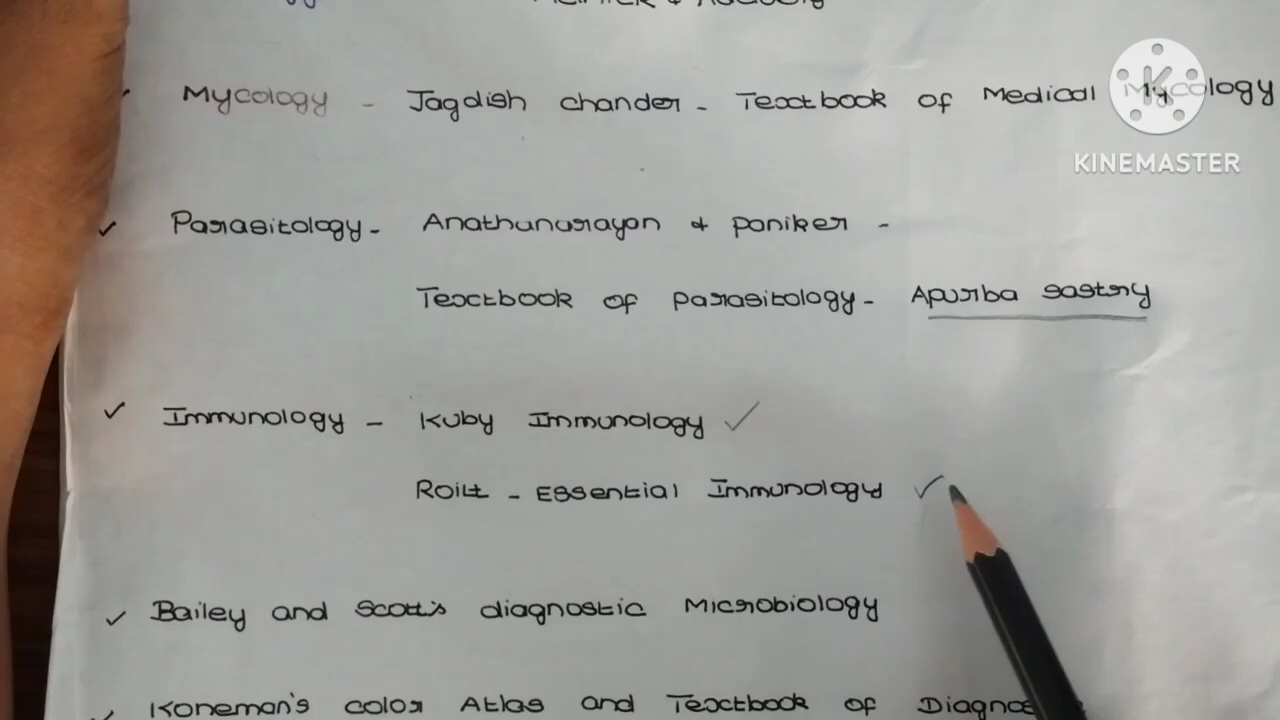 Mycology - Jagdish chander - Textbook of Medical Mycology
KINEMASTER
Parasitology - Anathanarayan & paniker -
Textbook of parasitology - Apurba sastry
Immunology - Kuby Immunology
Roitt - Essential Immunology
Bailey and Scott's diagnostic Microbiology
Koneman's color Atlas and Textbook of